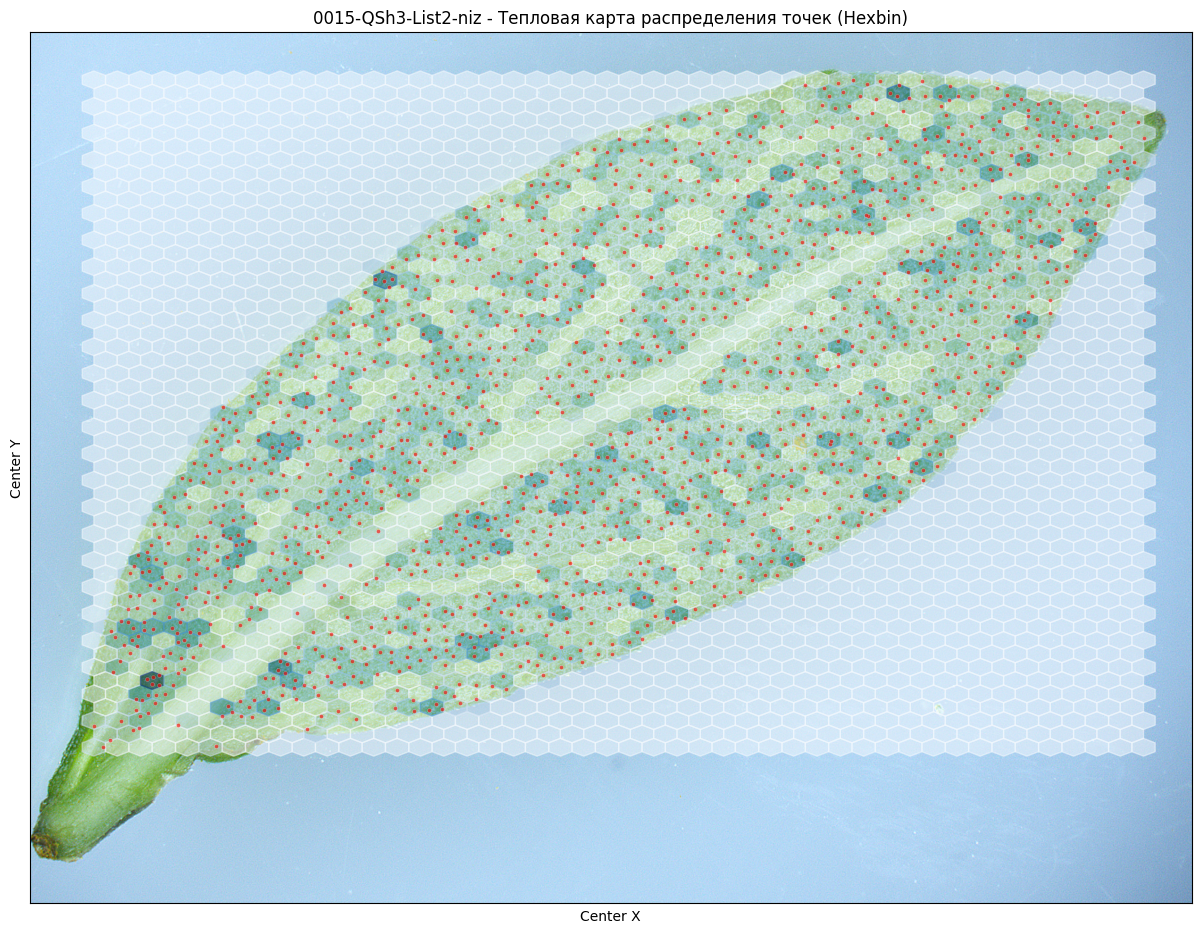 0015-QSh3-List2-niz - Тепловая карта распределения точек (Hexbin)
Center Y
Center X